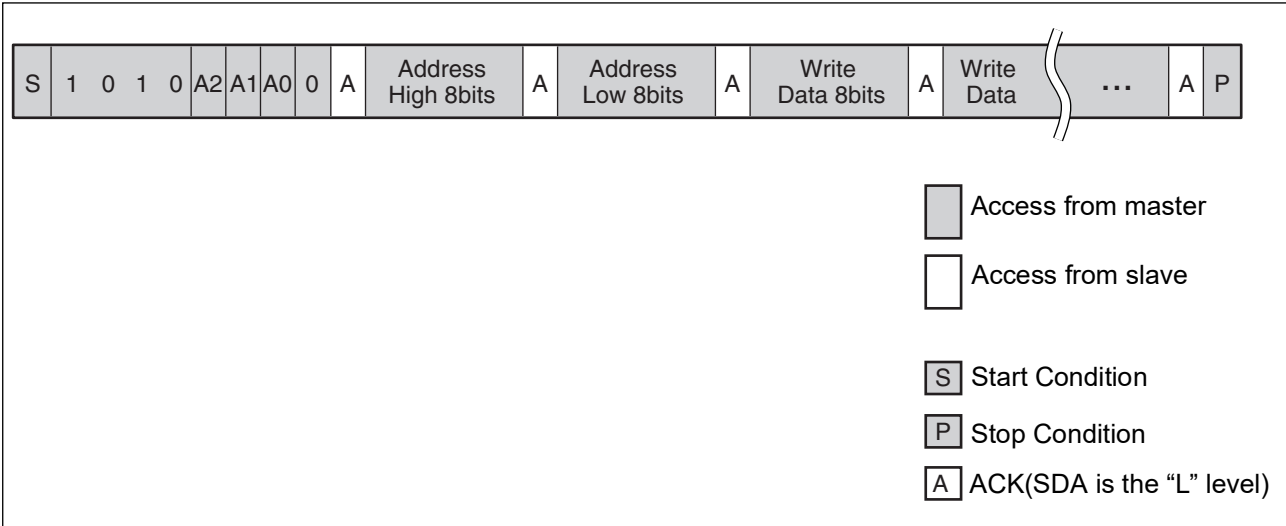 S 1 0 1 0 A2 A1 A0 0 A Address High 8bits A Address Low 8bits A Write Data 8bits A Write Data ... A P
Access from master
Access from slave
S Start Condition
P Stop Condition
A ACK(SDA is the “L” level)